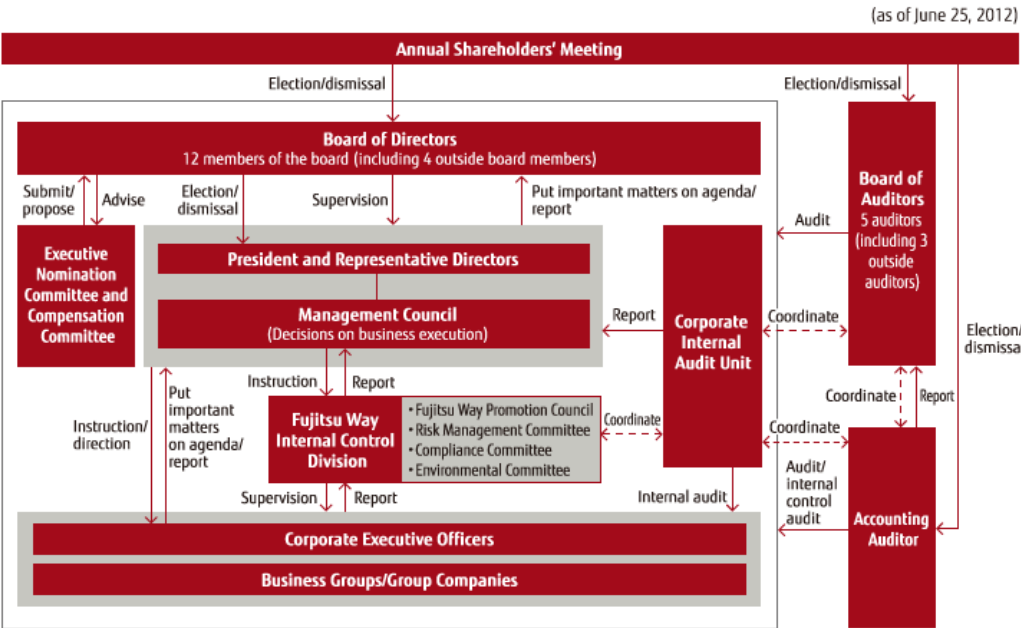 (as of June 25, 2012)
Annual Shareholders' Meeting
Election/dismissal
Election/dismissal
Board of Directors
12 members of the board (including 4 outside board members)
Submit/
propose
Advise
Election/
dismissal
Supervision
Put important matters on agenda/
report
Board of
Auditors
5 auditors
(including 3
outside
auditors)
Audit
Executive
Nomination
Committee and
Compensation
Committee
President and Representative Directors
Management Council
(Decisions on business execution)
Report
Corporate
Internal
Audit Unit
Coordinate
Election/
dismissa
Instruction
Report
Instruction/
direction
Put
important
matters
on agenda/
report
Fujitsu Way
Internal Control
Division
• Fujitsu Way Promotion Council
• Risk Management Committee
• Compliance Committee
• Environmental Committee
Coordinate
Coordinate
Report
Coordinate
Supervision
Report
Internal audit
Audit/
internal
control
audit
Accounting
Auditor
Corporate Executive Officers
Business Groups/Group Companies